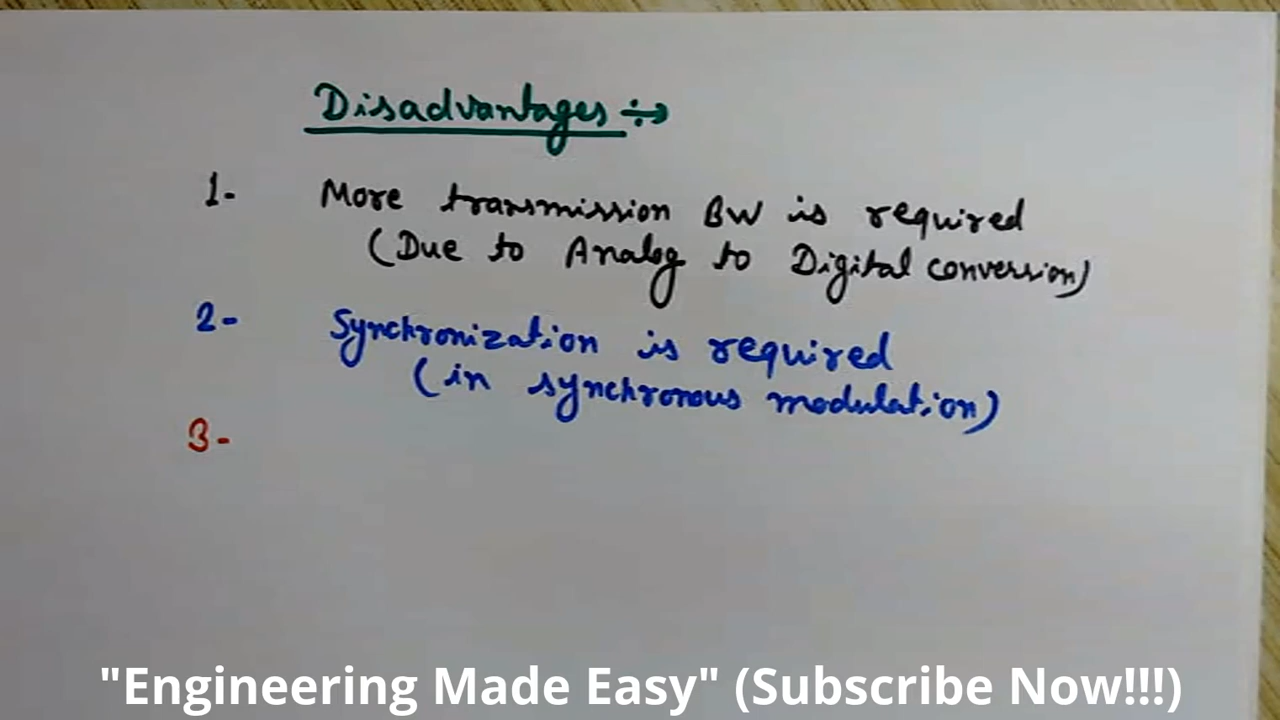 Disadvantages ÷→
1- More transmission BW is required
(Due to Analog to Digital conversion)
2- Synchronization is required
(in synchronous modulation)
3-
"Engineering Made Easy" (Subscribe Now!!!)